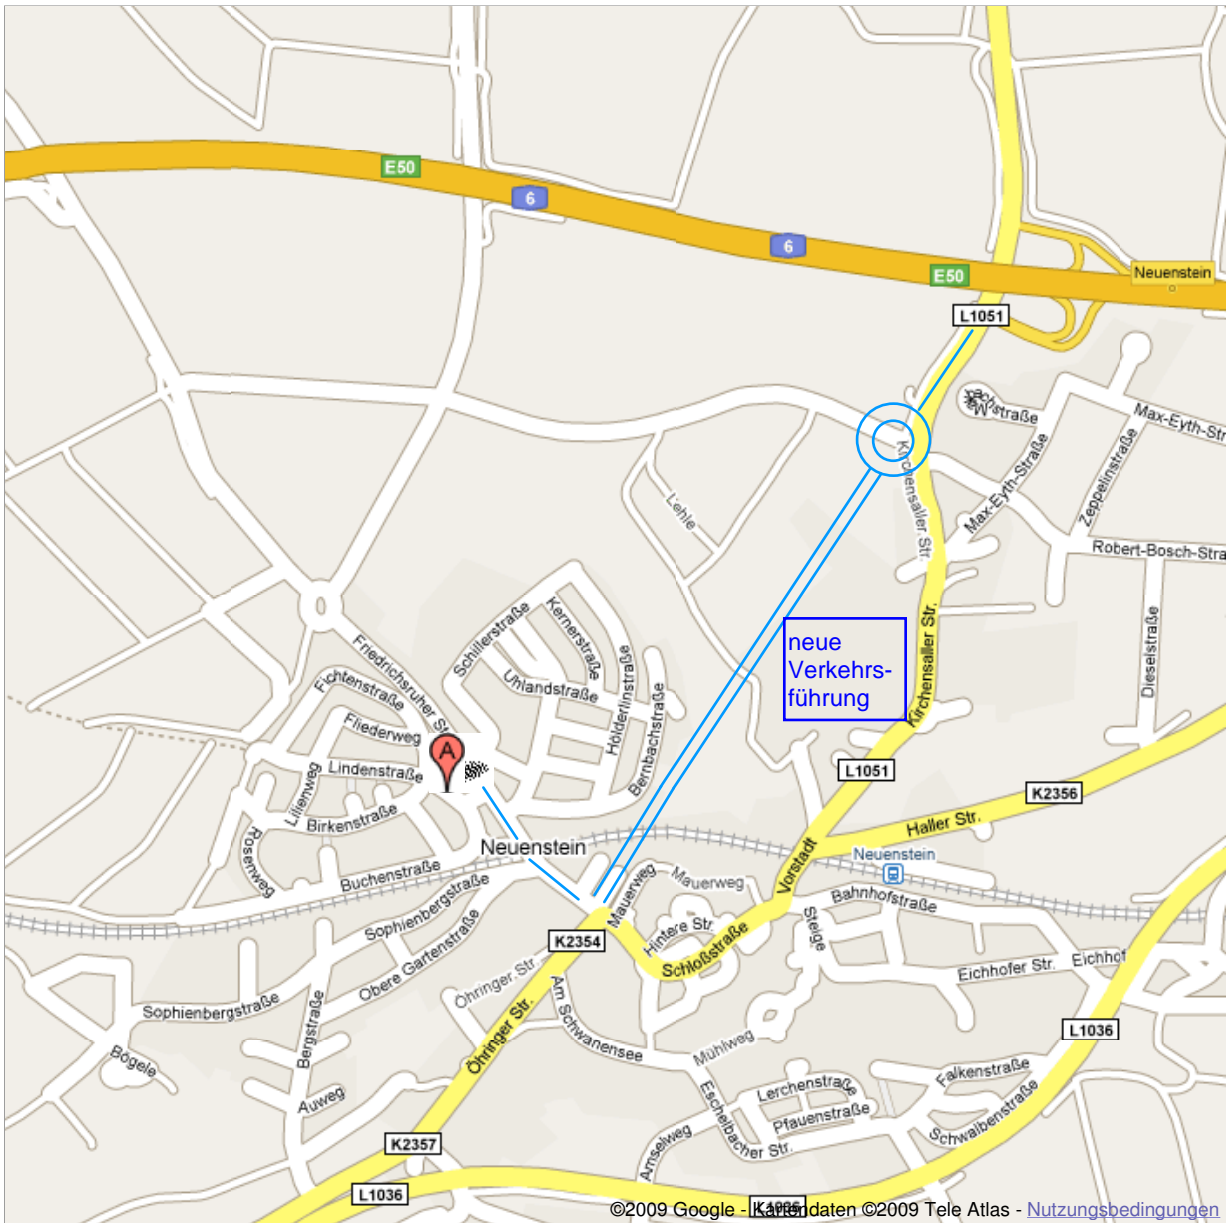 E50
6
6
E50
Neuenstein
L1051
Max-Eyth-Str
Max-Eyth-Straße
Zeppelinstraße
Kirchensaller Str.
Lehle
Robert-Bosch-Stra
Schillerstraße
Kernerstraße
Uhlandstraße
Hölderlinstraße
Bernbachstraße
Friedrichsruher Str
Fichtenstraße
Fliederweg
Lindenstraße
Lilienweg
Birkenstraße
Rosenweg
Buchenstraße
A
neue
Verkehrs-
führung
Kirchensaller Str.
Dieselstraße
L1051
K2356
Haller Str.
Vorstadt
Neuenstein
Neuenstein
Bahnhofstraße
Mauerweg
Mauerweg
Hintere Str.
Schloßstraße
Steige
K2354
Sophienbergstraße
Obere Gartenstraße
Öhringer Str.
Eichhofer Str.
Eichhof
Sophienbergstraße
Bergstraße
Öhringer Str.
Am Schwanensee
Mühlweg
L1036
Bögele
Auweg
Eschelbacher Str.
Lerchenstraße
Pfauenstraße
Falkenstraße
Schwalbenstraße
Amselweg
K2357
L1036
©2009 Google - Kartendaten ©2009 Tele Atlas - Nutzungsbedingungen